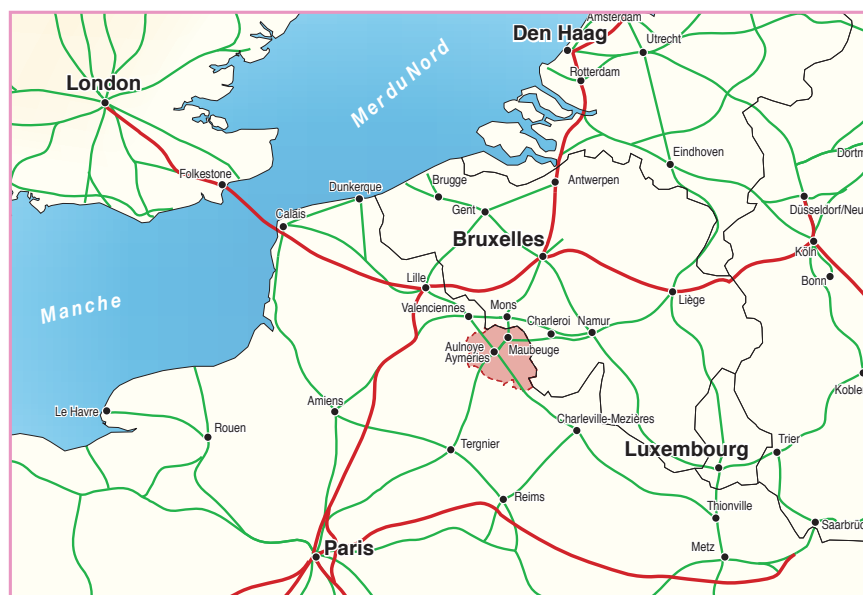 Amsterdam
Den Haag
Utrecht
Rotterdam
London
Mer du Nord
Eindhoven
Dortm
Folkestone
Dunkerque
Brugge
Antwerpen
Düsseldorf/Neu
Gent
Calais
Bruxelles
Köln
Bonn
Lille
Liège
Manche
Valenciennes
Mons
Charleroi
Namur
Aulnoye
Aymeries
Maubeuge
Koble
Le Havre
Amiens
Rouen
Charleville-Mezières
Tergnier
Luxembourg
Trier
Reims
Thionville
Saarbrüc
Paris
Metz